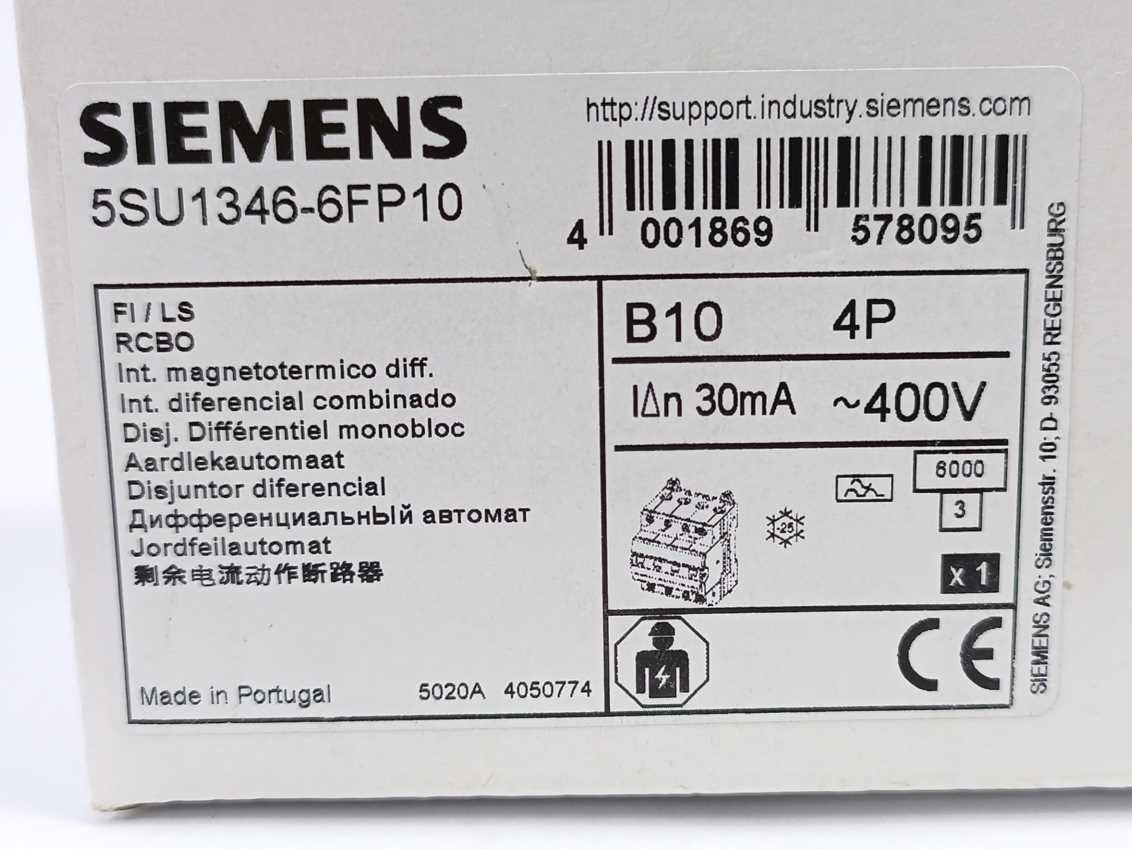 SIEMENS
5SU1346-6FP10
http://support.industry.siemens.com
4 001869 578095
FI / LS
RCBO
Int. magnetotermico diff.
Int. diferencial combinado
Disj. Différentiel monobloc
Aardlekautomaat
Disjuntor diferencial
Дифференциальный автомат
Jordfeilautomat
剩余电流动作断路器
Made in Portugal
5020A 4050774
B10 4P
I∆n 30mA ~400V
6000
3
-25
x 1
CE
SIEMENS AG; Siemensstr. 10; D- 93055 REGENSBURG